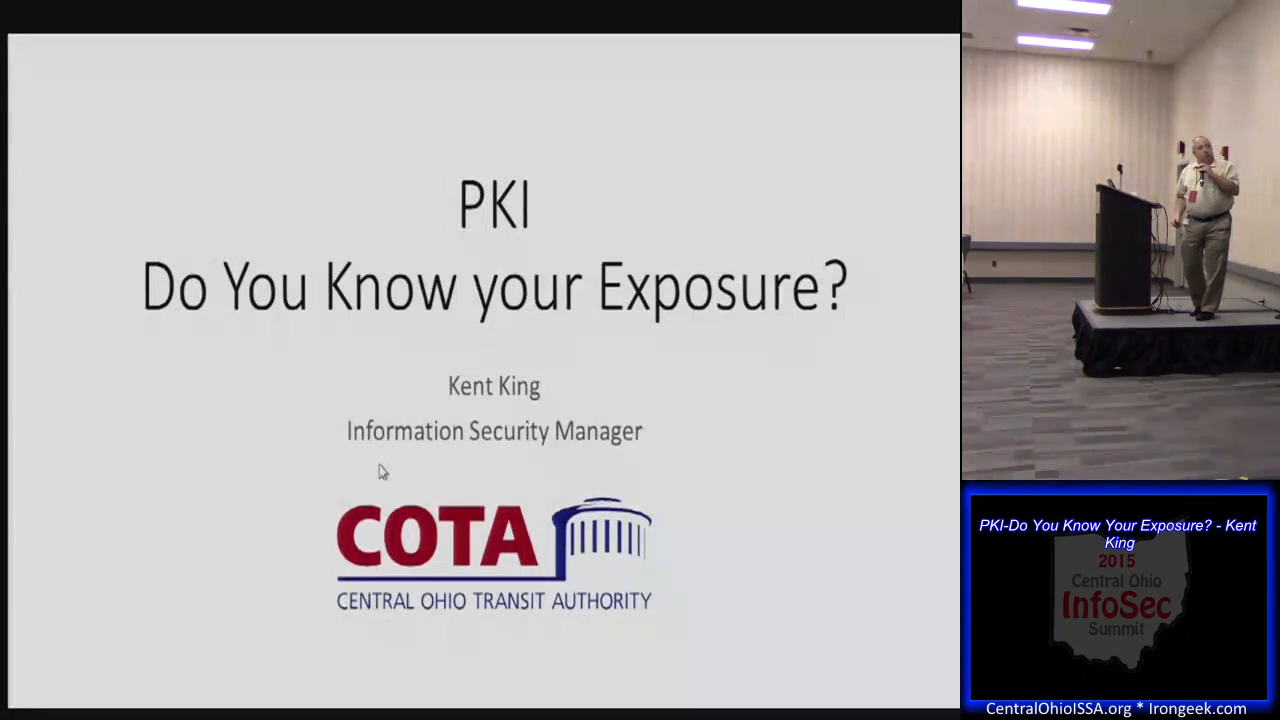 PKI
Do You Know your Exposure?
Kent King
Information Security Manager
COTA
CENTRAL OHIO TRANSIT AUTHORITY
PKI-Do You Know Your Exposure? - Kent
King
2015
Central Ohio
InfoSec
Summit
CentralOhioISSA.org * Irongeek.com